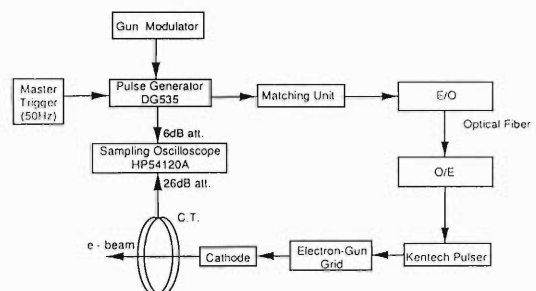 Gun Modulator
Master
Trigger
(50Hz)
Pulse Generator
DG535
Matching Unit
E/O
Optical Fiber
6dB att.
Sampling Oscilloscope
HP54120A
26dB att.
O/E
C.T.
e - beam
Cathode
Electron-Gun
Grid
Kentech Pulser